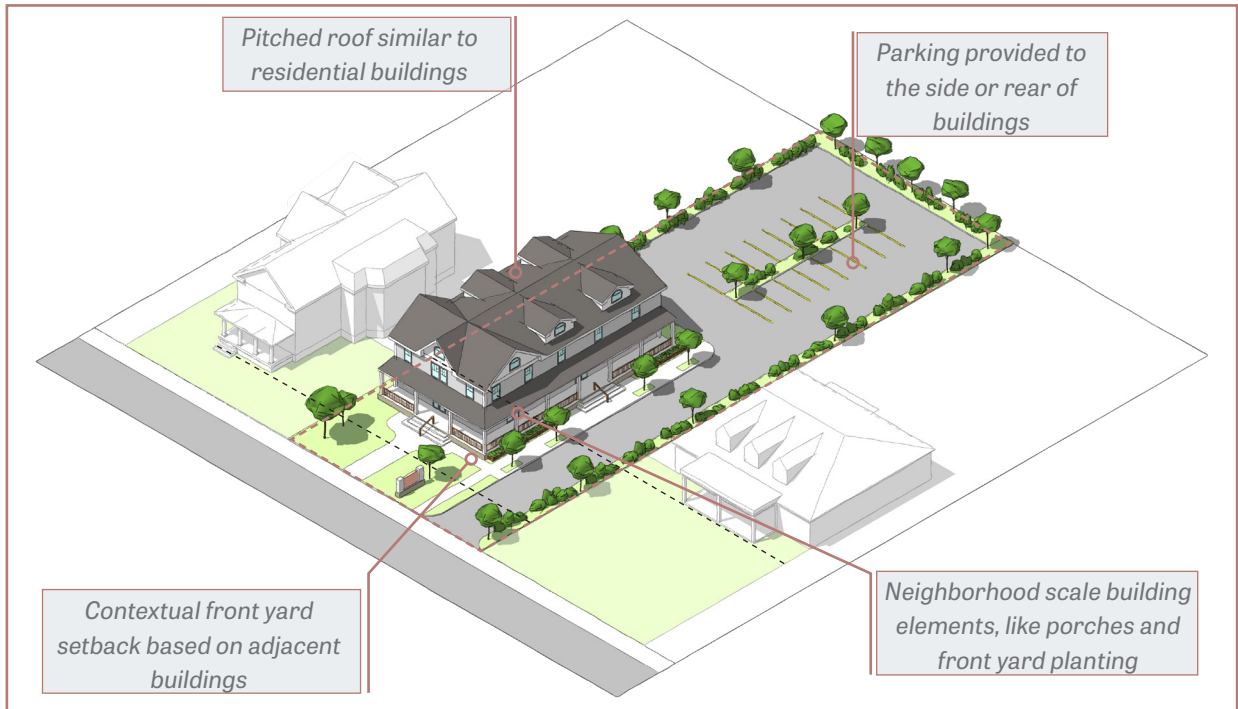 Pitched roof similar to
residential buildings
Parking provided to
the side or rear of
buildings
Contextual front yard
setback based on adjacent
buildings
Neighborhood scale building
elements, like porches and
front yard planting